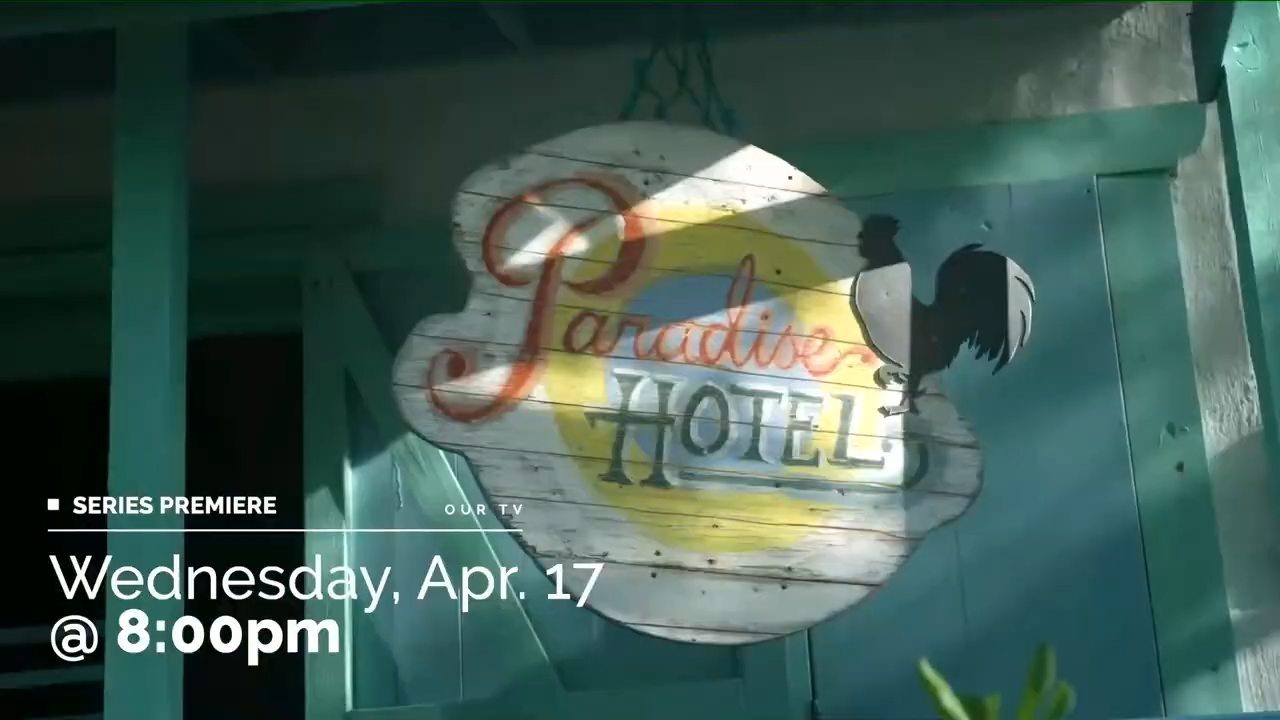 Paradise
HOTEL
SERIES PREMIERE
OUR TV
Wednesday, Apr. 17
@ 8:00pm